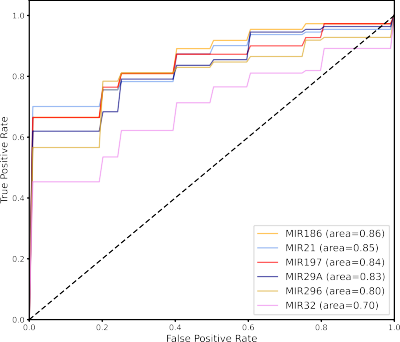 1.0
0.8
0.6
0.4
0.2
0.0
True Positive Rate
MIR186 (area=0.86)
MIR21 (area=0.85)
MIR197 (area=0.84)
MIR29A (area=0.83)
MIR296 (area=0.80)
MIR32 (area=0.70)
0.0 0.2 0.4 0.6 0.8 1.0
False Positive Rate